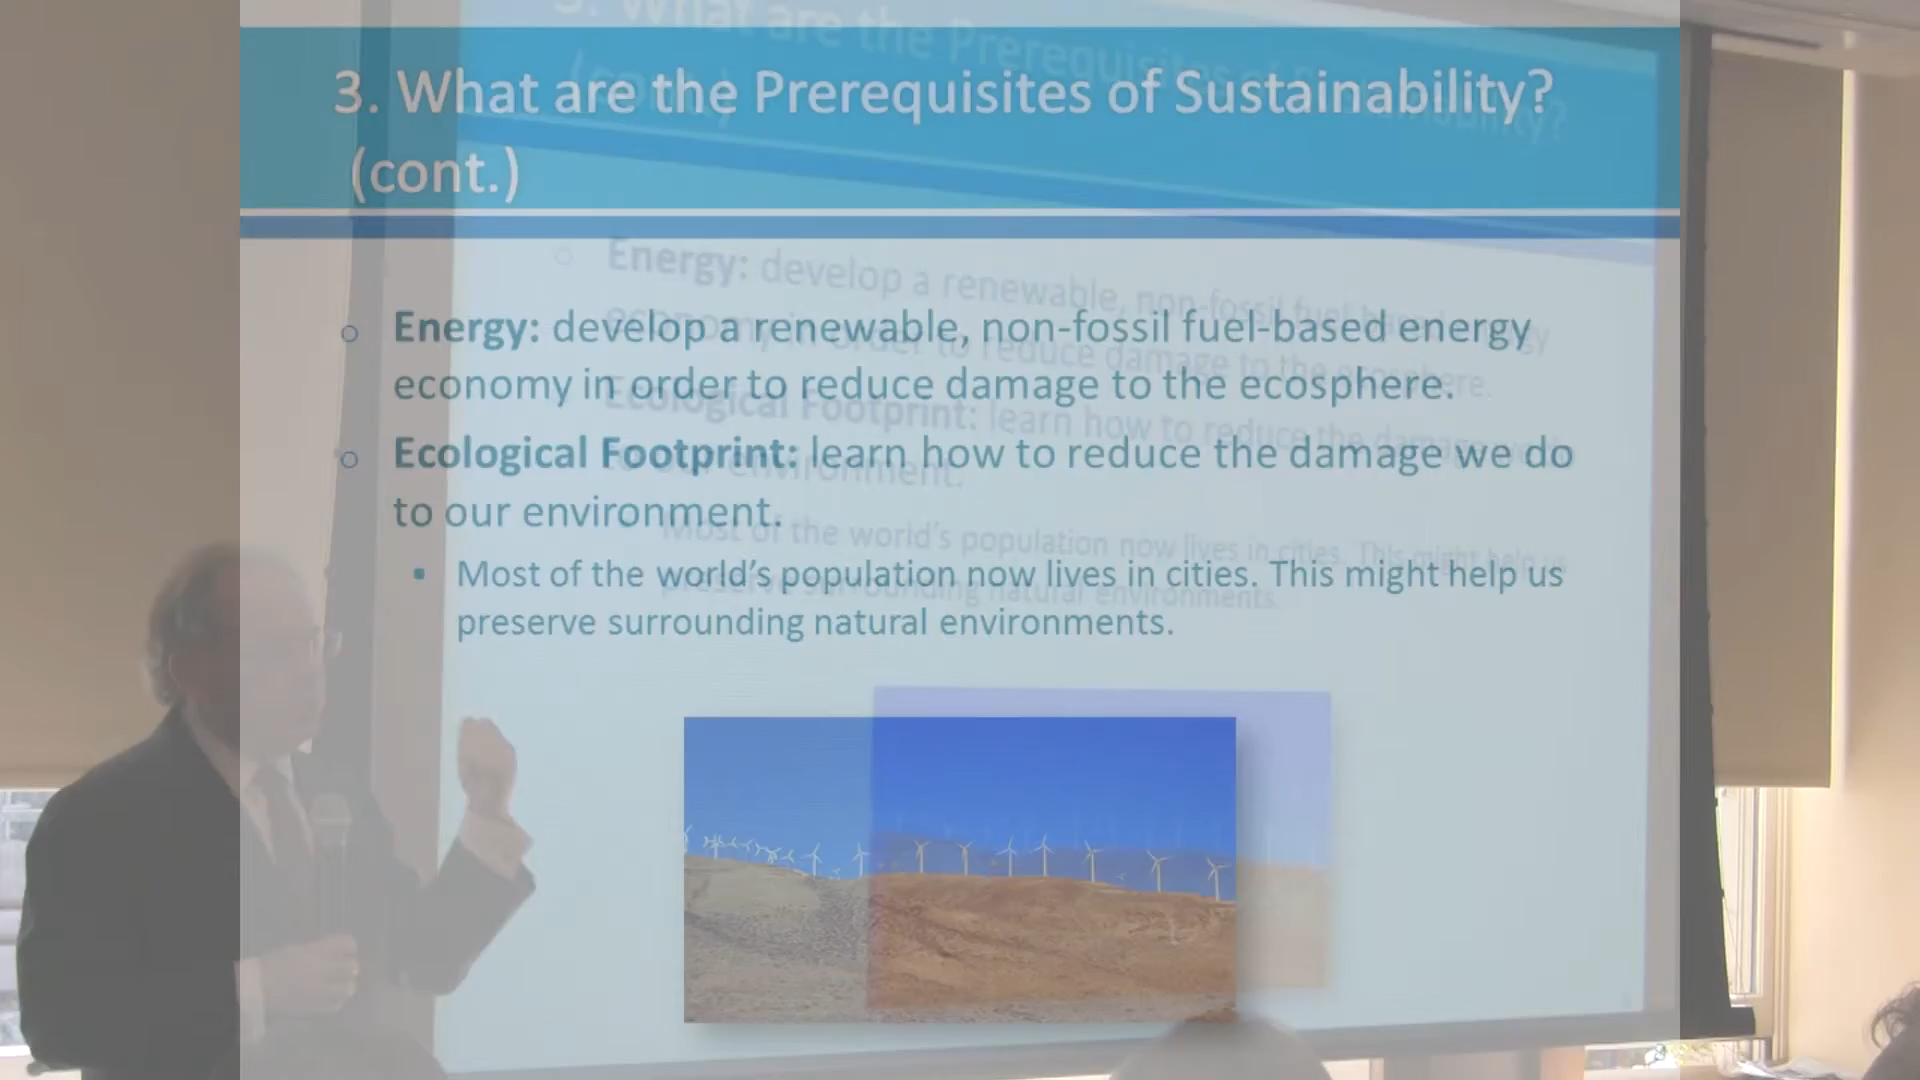 3. What are the Prerequisites of Sustainability?
(cont.)
○ Energy: develop a renewable, non-fossil fuel-based energy
economy in order to reduce damage to the ecosphere.
○ Ecological Footprint: learn how to reduce the damage we do
to our environment.
▪ Most of the world's population now lives in cities. This might help us
preserve surrounding natural environments.